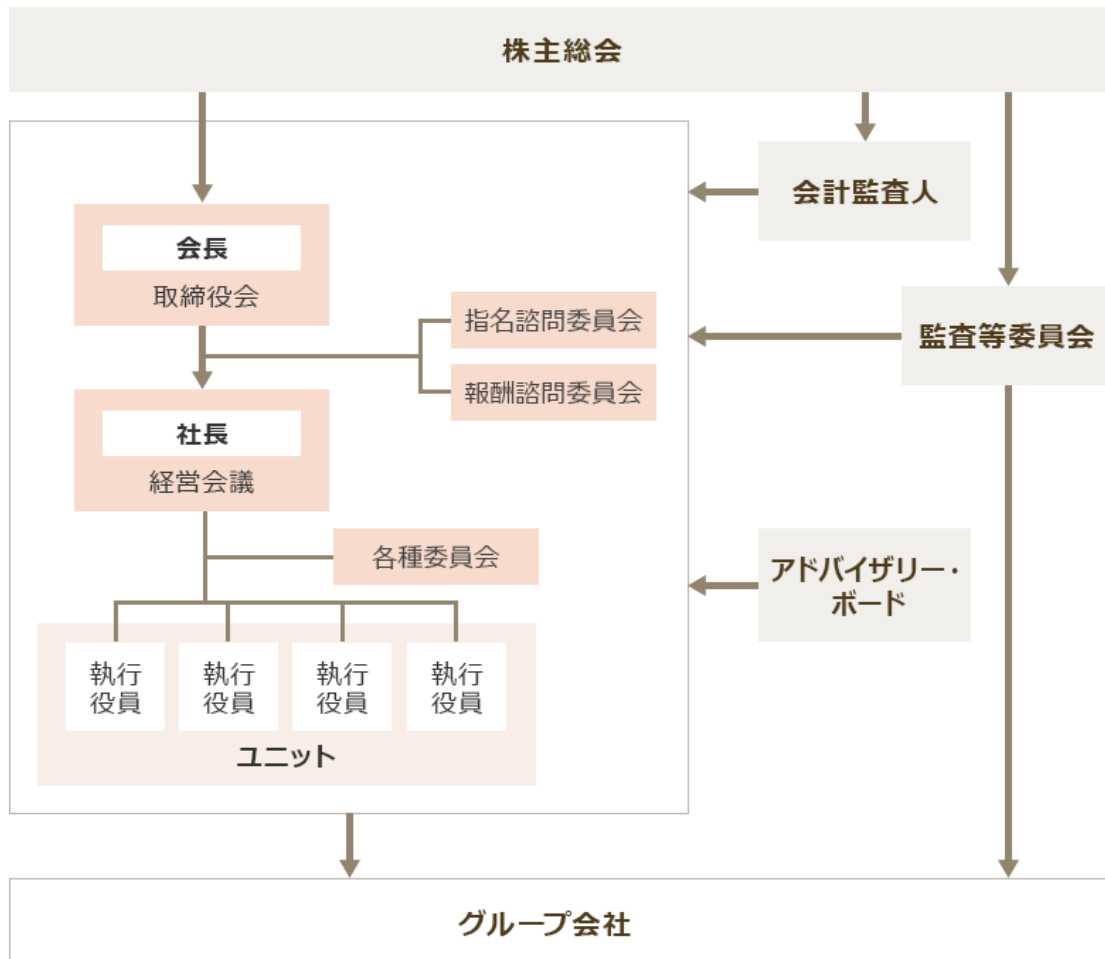 株主総会
会計監査人
会長
取締役会
指名諮問委員会
監査等委員会
報酬諮問委員会
社長
経営会議
各種委員会
アドバイザリー・
ボード
執行
役員
執行
役員
執行
役員
執行
役員
ユニット
グループ会社